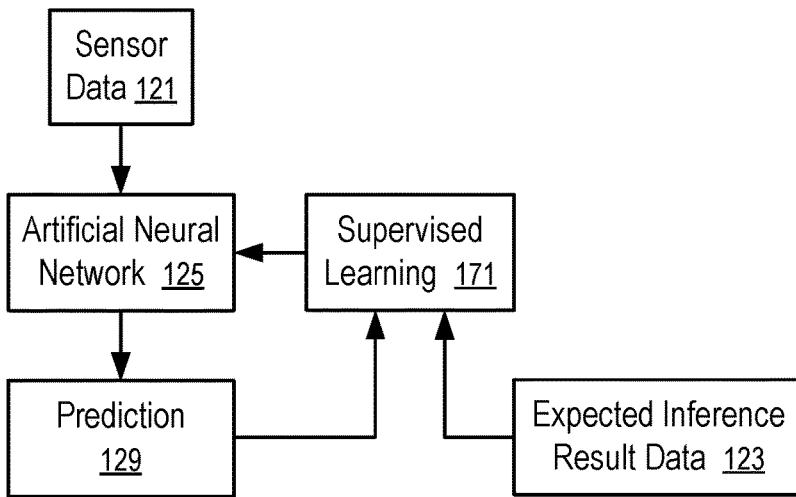 Sensor
Data 121
Artificial Neural
Network 125
Supervised
Learning 171
Prediction
129
Expected Inference
Result Data 123